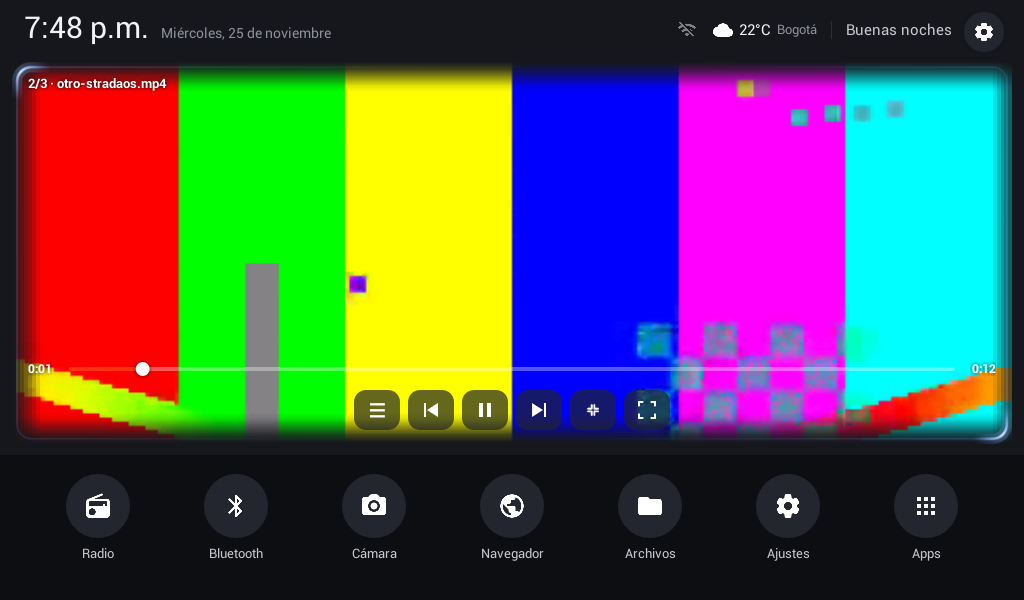 7:48 p.m.
Miércoles, 25 de noviembre
22°C Bogotá
Buenas noches
2/3 · otro-stradaos.mp4
0:01
0:12
Radio
Bluetooth
Cámara
Navegador
Archivos
Ajustes
Apps